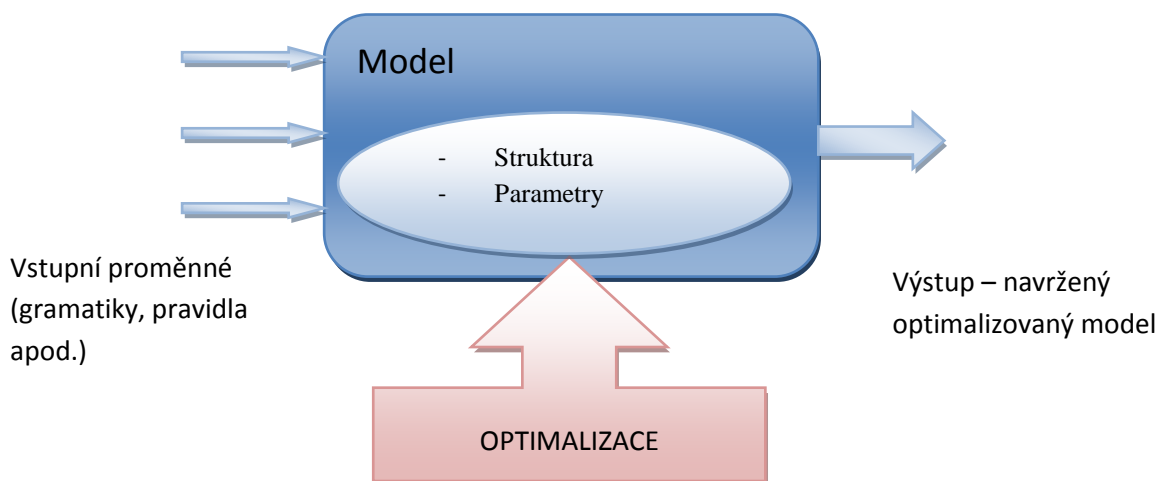 Model
- Struktura
- Parametry
Vstupní proměnné
(gramatiky, pravidla
apod.)
Výstup – navržený
optimalizovaný model
OPTIMALIZACE